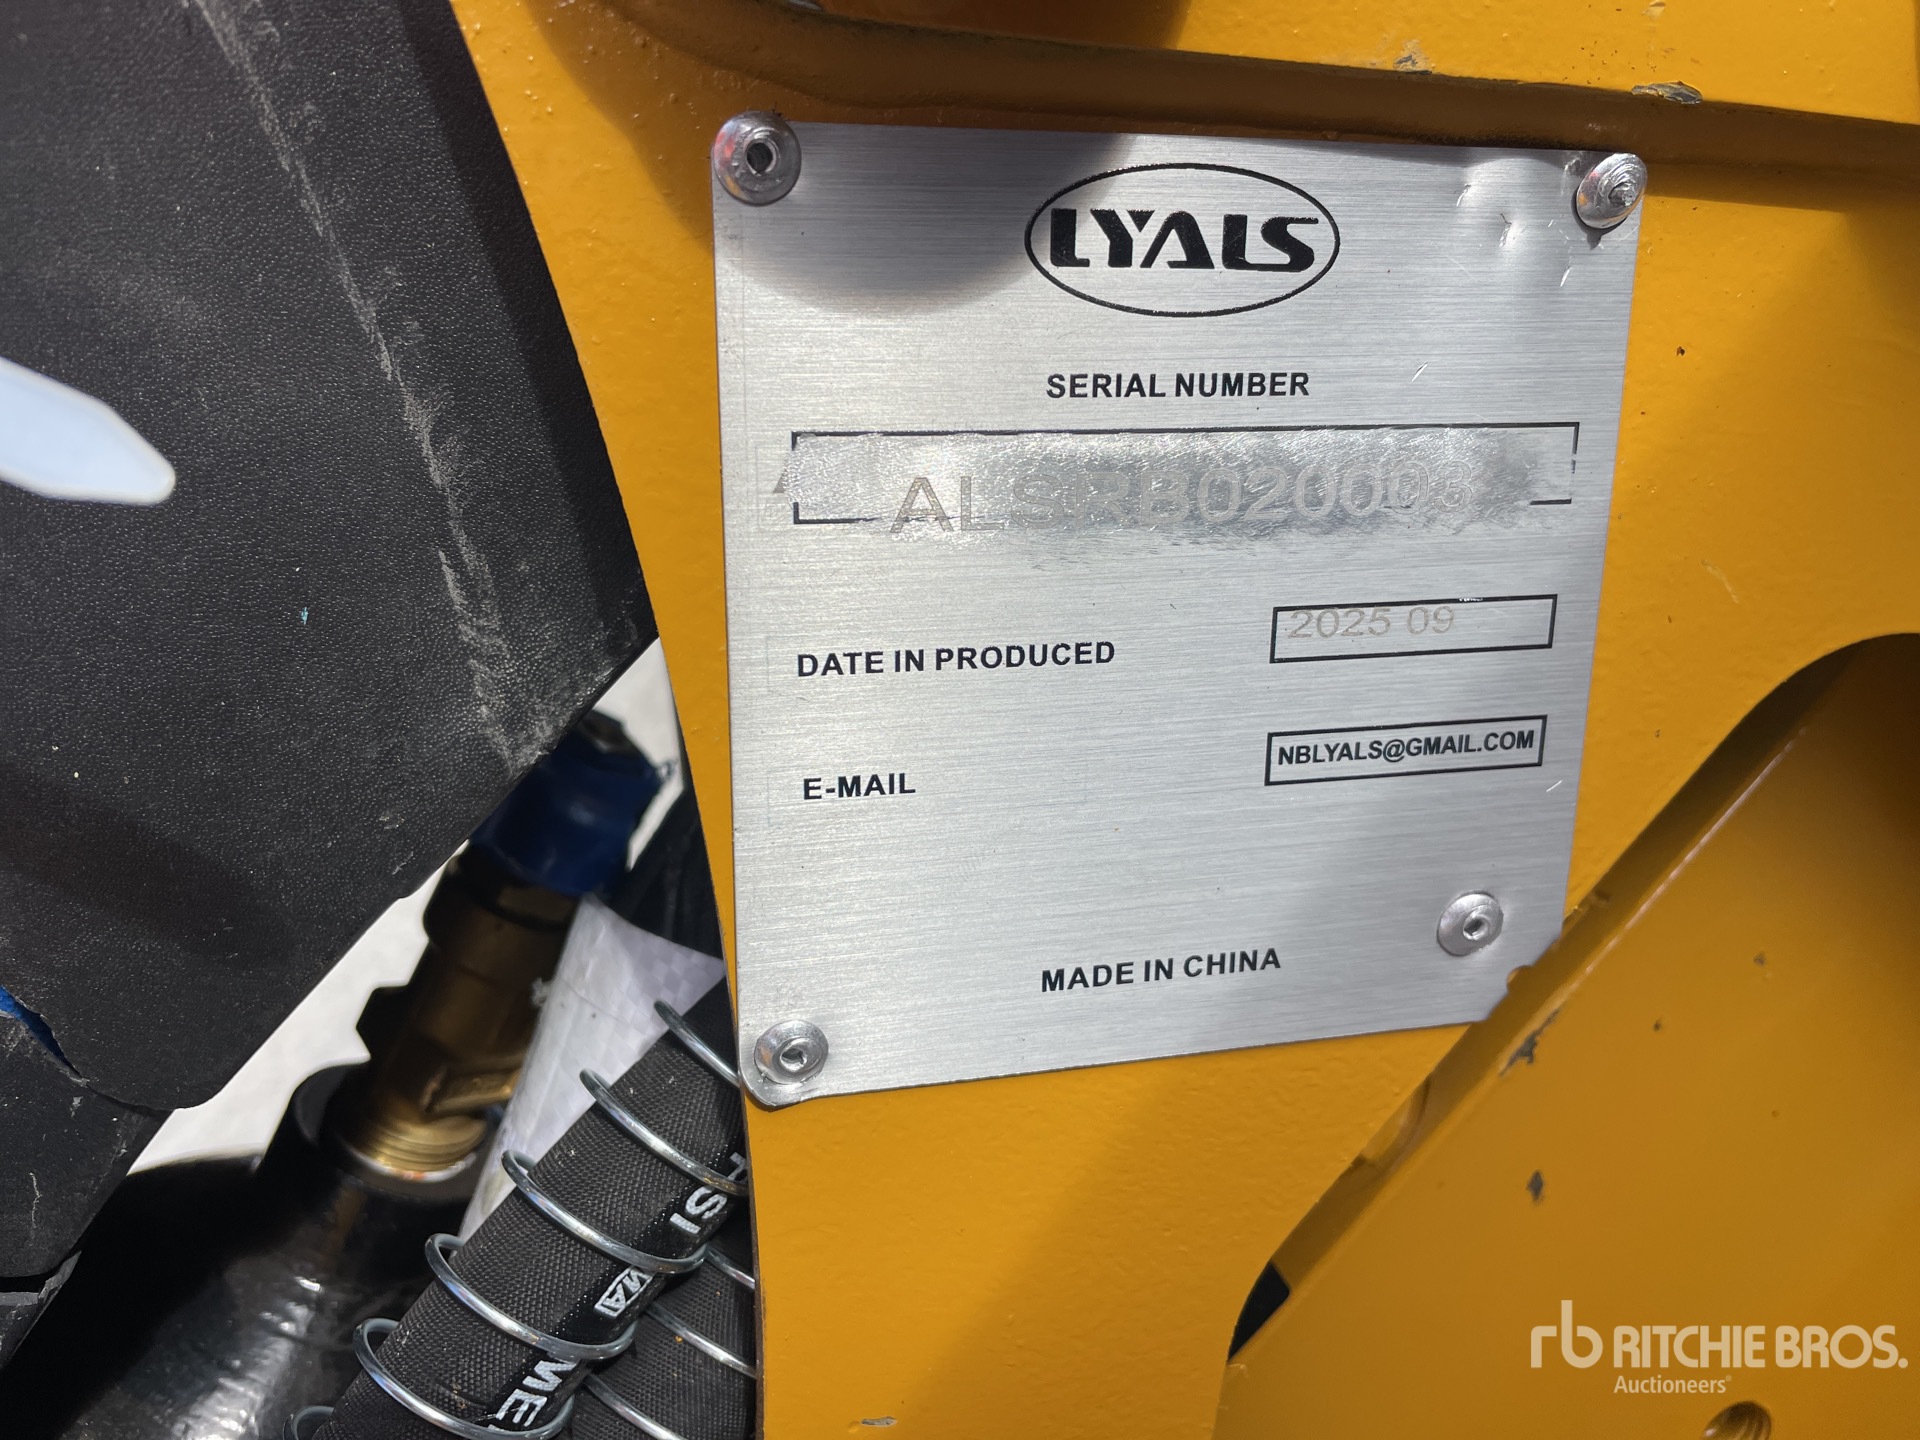 LYALS
SERIAL NUMBER
ALSRB020003
DATE IN PRODUCED
2025 09
E-MAIL
NBLYALS@GMAIL.COM
MADE IN CHINA
rb RITCHIE BROS.
Auctioneers